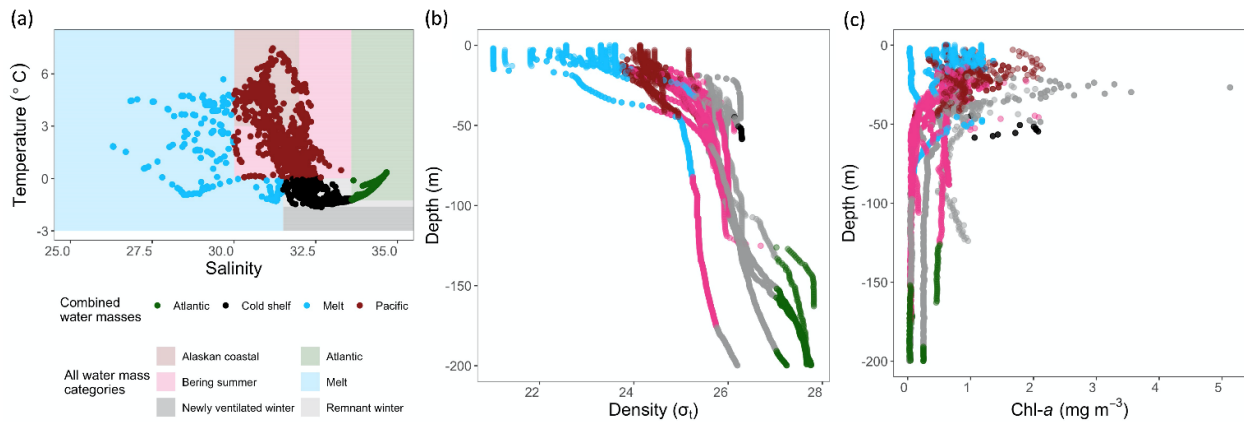 (a)
Temperature (° C)
6
3
0
-3
25.0 27.5 30.0 32.5 35.0
Salinity
Combined
water masses
Atlantic Cold shelf Melt Pacific
All water mass
categories
Alaskan coastal Atlantic
Bering summer Melt
Newly ventilated winter Remnant winter
(b)
Depth (m)
0
-50
-100
-150
-200
22 24 26 28
Density (σt)
(c)
Depth (m)
0
-50
-100
-150
-200
0 1 2 3 4 5
Chl-a (mg m⁻³)